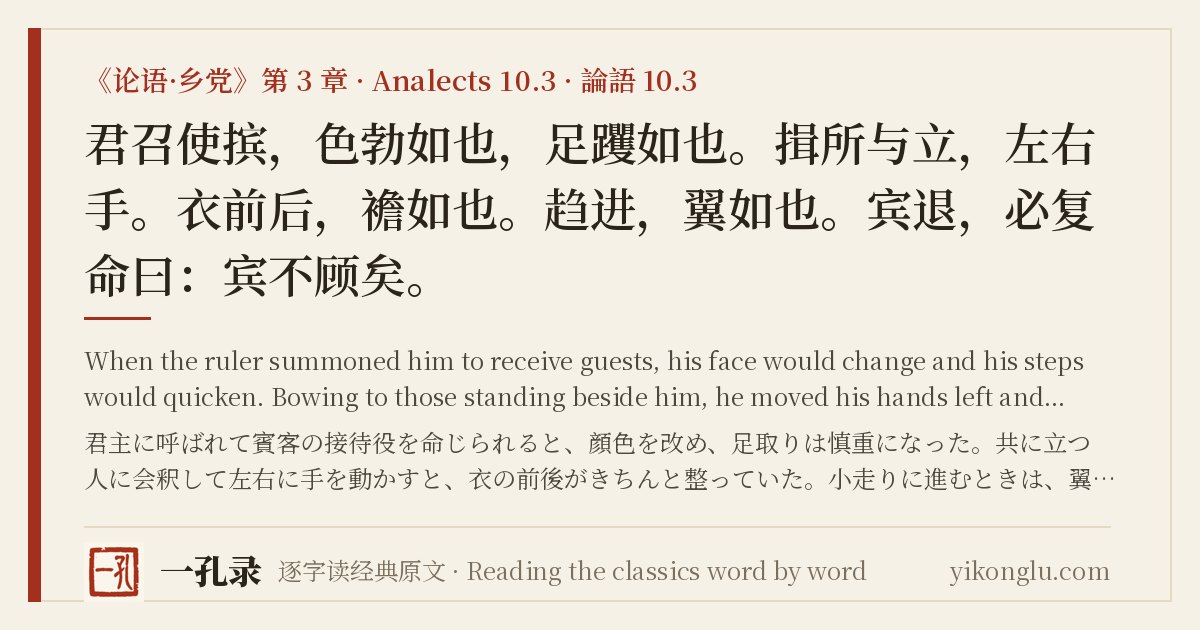 《论语·乡党》第 3 章 · Analects 10.3 · 論語 10.3
君召使摈，色勃如也，足躩如也。揖所与立，左右
手。衣前后，襜如也。趋进，翼如也。宾退，必复
命曰：宾不顾矣。
When the ruler summoned him to receive guests, his face would change and his steps
would quicken. Bowing to those standing beside him, he moved his hands left and...
君主に呼ばれて賓客の接待役を命じられると、顔色を改め、足取りは慎重になった。共に立つ
人に会釈して左右に手を動かすと、衣の前後がきちんと整っていた。小走りに進むときは、翼…
一孔
一孔录 逐字读经典原文 · Reading the classics word by word yikonglu.com